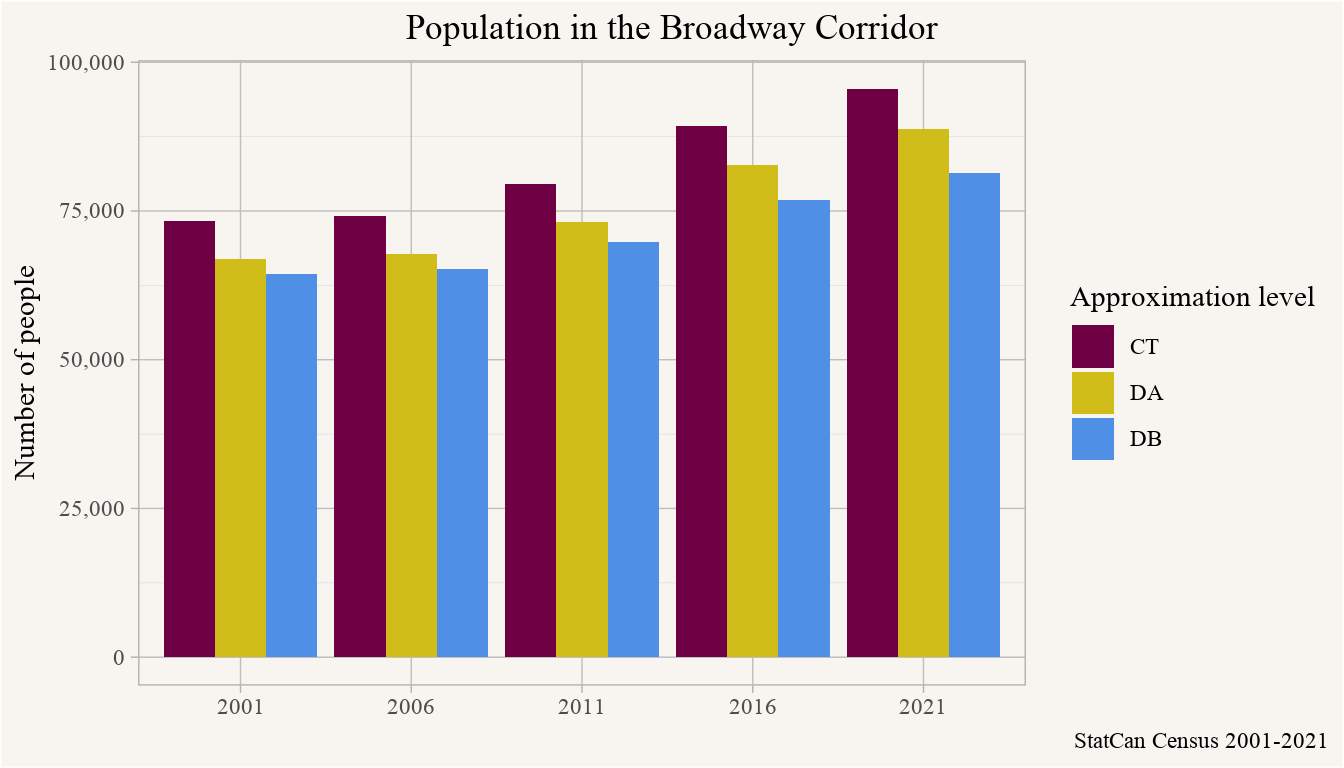 Population in the Broadway Corridor
100,000
75,000
50,000
25,000
0
Number of people
2001 2006 2011 2016 2021
Approximation level
CT
DA
DB
StatCan Census 2001-2021